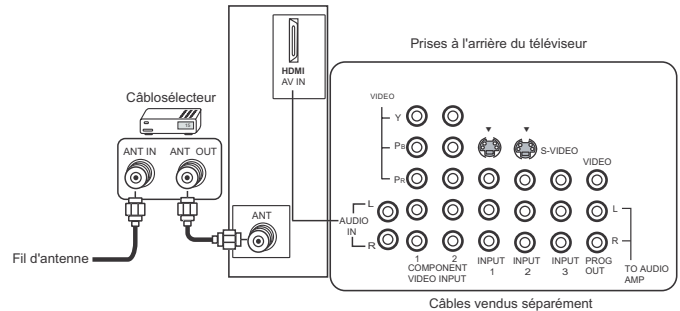 Prises à l'arrière du téléviseur
HDMI
AV IN
Câblosélecteur
ANT IN
ANT OUT
VIDEO
Y
PB
PR
S-VIDEO
VIDEO
L
AUDIO
IN
R
L
R
ANT
1
2
COMPONENT
VIDEO INPUT
INPUT
1
INPUT
2
INPUT
3
PROG
OUT
TO AUDIO
AMP
Fil d'antenne
Câbles vendus séparément